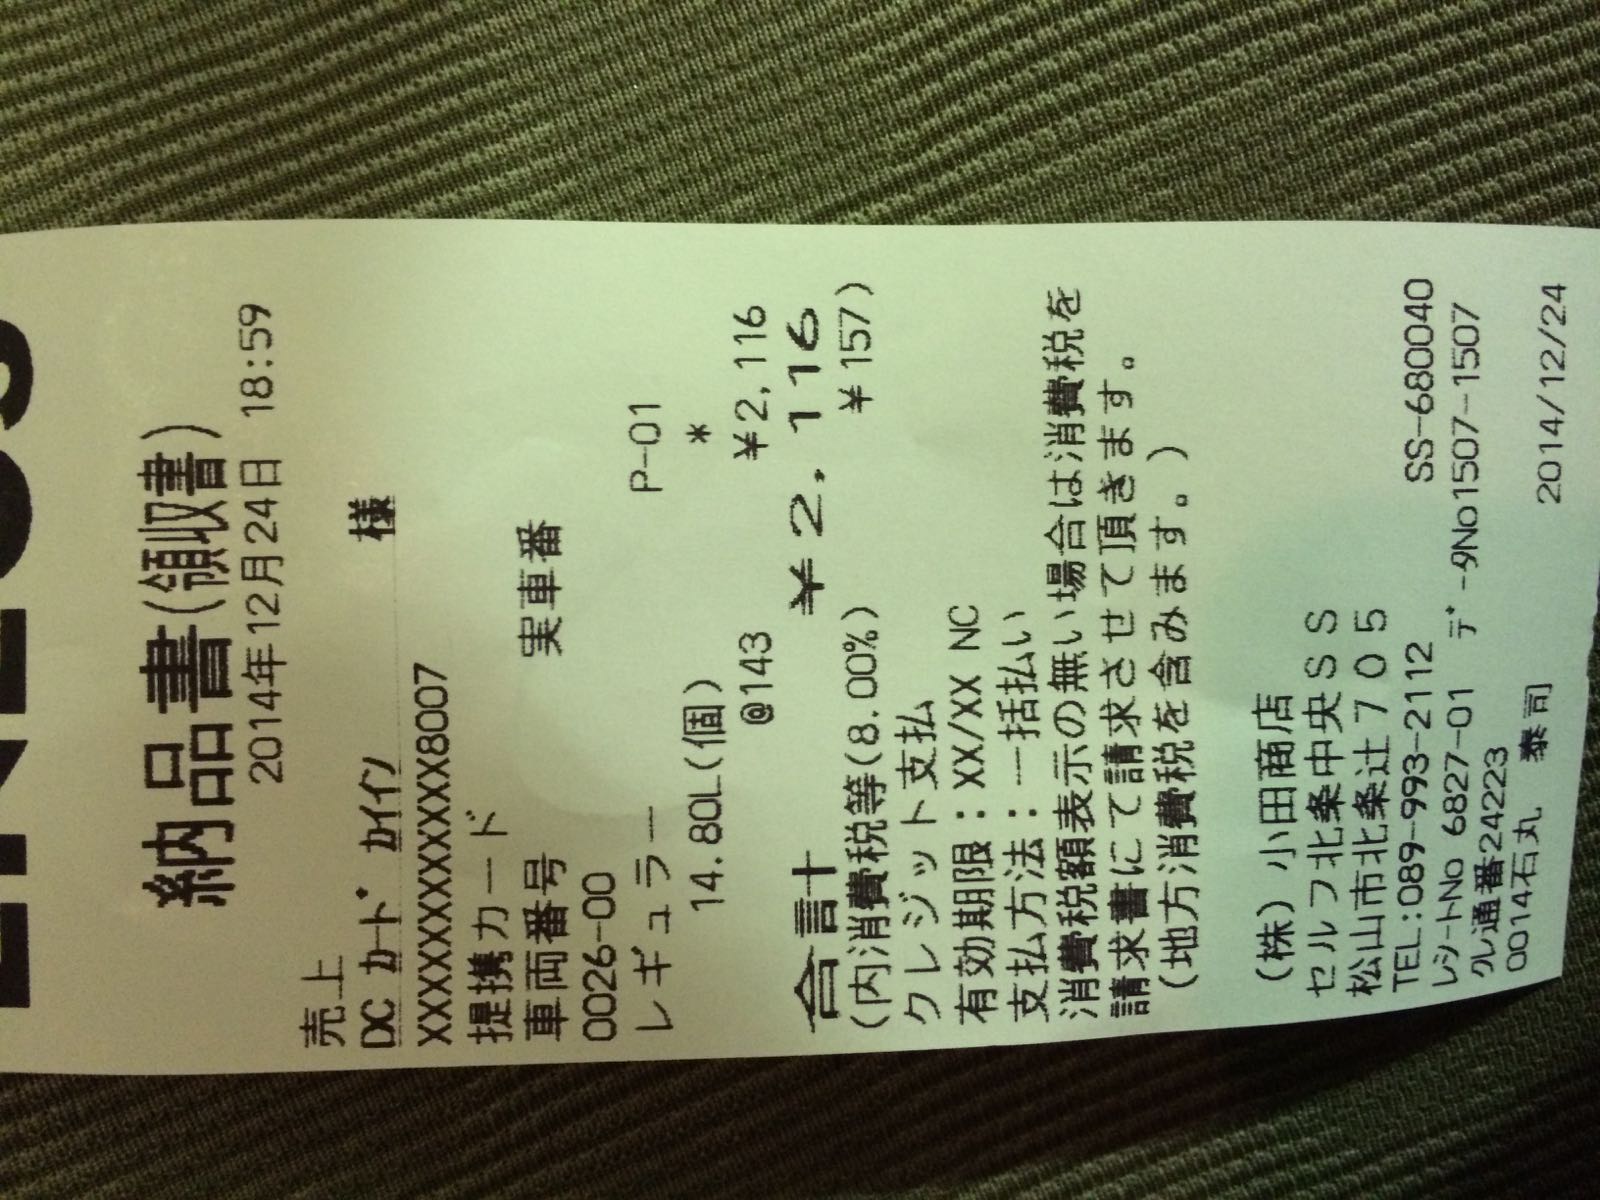 ENEOS
納品書(領収書)
2014年12月24日 18:59
売上
DC カード カイイン 様
XXXXXXXXXXXX8007
提携カード
車両番号 実車番
0026-00
レギュラー P-01
14.80L(個) *
@143 ¥2,116
合計 ¥2,116
(内消費税等(8.00%) ¥157)
クレジット支払
有効期限:XX/XX NC
支払方法:一括払い
消費税額表示の無い場合は消費税を
請求書にて請求させて頂きます。
(地方消費税を含みます。)
(株)小田商店
セルフ北条中央SS
松山市北条辻705
TEL:089-993-2112 SS-680040
レシートNo 6827-01 データNo1507-1507
クレ通番24223
0014石丸 泰司 2014/12/24